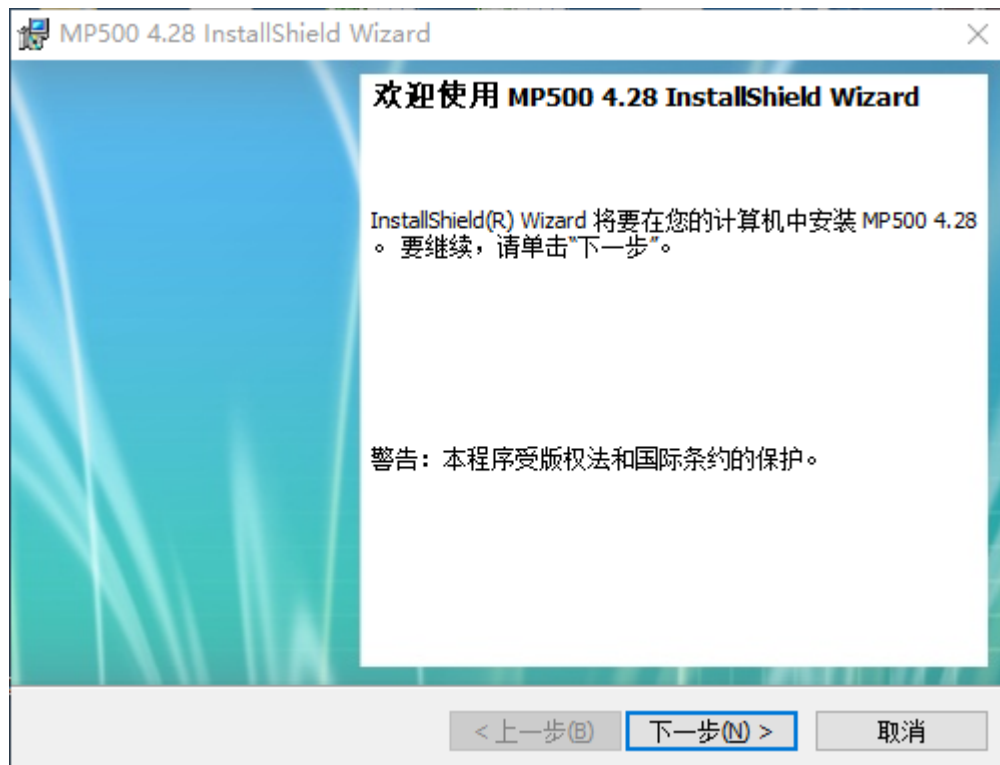 MP500 4.28 InstallShield Wizard
欢迎使用 MP500 4.28 InstallShield Wizard
InstallShield(R) Wizard 将要在您的计算机中安装 MP500 4.28
。 要继续，请单击“下一步”。
警告：本程序受版权法和国际条约的保护。
< 上一步(B)
下一步(N) >
取消